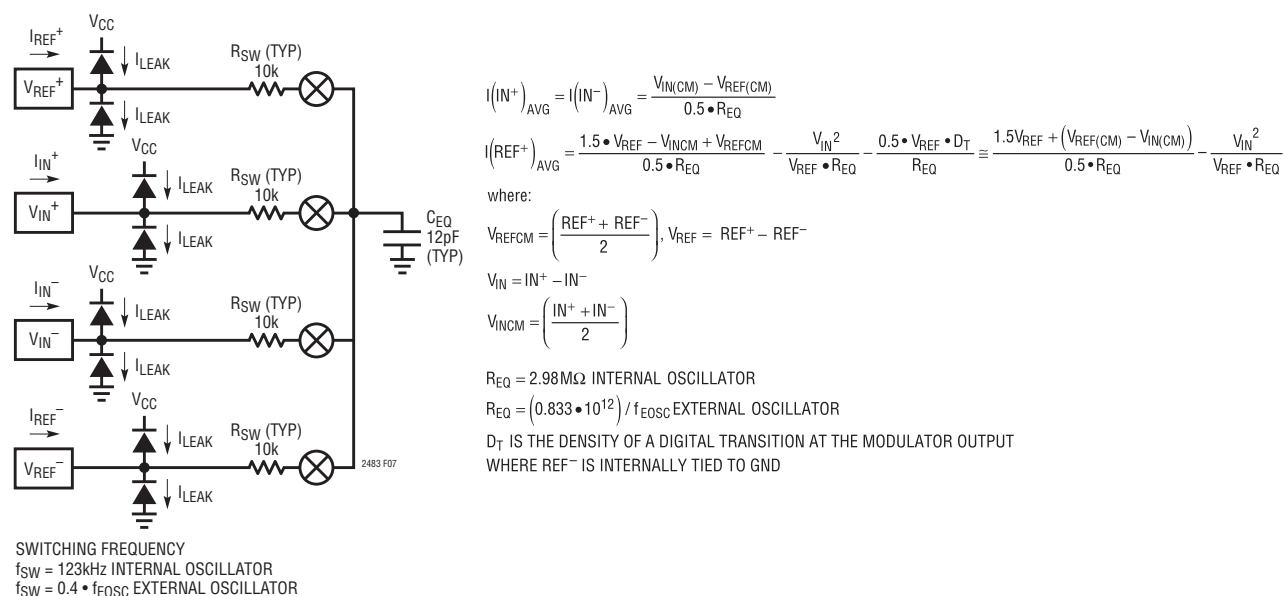 I_REF⁺
V_REF⁺
V_CC
I_LEAK
I_LEAK
R_SW (TYP)
10k
I_IN⁺
V_IN⁺
V_CC
I_LEAK
I_LEAK
R_SW (TYP)
10k
C_EQ
12pF
(TYP)
I_IN⁻
V_IN⁻
V_CC
I_LEAK
I_LEAK
R_SW (TYP)
10k
I_REF⁻
V_REF⁻
V_CC
I_LEAK
I_LEAK
R_SW (TYP)
10k
2483 F07
SWITCHING FREQUENCY
f_SW = 123kHz INTERNAL OSCILLATOR
f_SW = 0.4 • f_EOSC EXTERNAL OSCILLATOR
I(IN⁺)_AVG = I(IN⁻)_AVG = (V_IN(CM) − V_REF(CM)) / (0.5 • R_EQ)
I(REF⁺)_AVG = (1.5 • V_REF − V_INCM + V_REFCM) / (0.5 • R_EQ) − V_IN² / (V_REF • R_EQ) − (0.5 • V_REF • D_T) / R_EQ ≅ (1.5V_REF + (V_REF(CM) − V_IN(CM))) / (0.5 • R_EQ) − V_IN² / (V_REF • R_EQ)
where:
V_REFCM = ((REF⁺ + REF⁻) / 2), V_REF = REF⁺ − REF⁻
V_IN = IN⁺ − IN⁻
V_INCM = ((IN⁺ + IN⁻) / 2)
R_EQ = 2.98MΩ INTERNAL OSCILLATOR
R_EQ = (0.833 • 10¹²) / f_EOSC EXTERNAL OSCILLATOR
D_T IS THE DENSITY OF A DIGITAL TRANSITION AT THE MODULATOR OUTPUT
WHERE REF⁻ IS INTERNALLY TIED TO GND